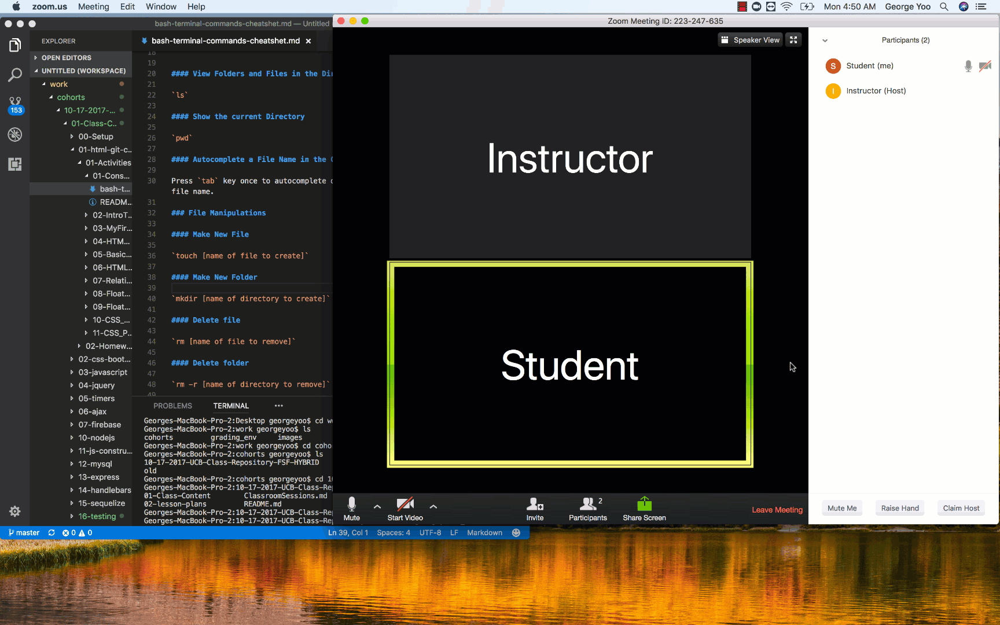 zoom.us Meeting Edit Window Help
Mon 4:50 AM George Yoo
bash-terminal-commands-cheatshet.md — Untitled
Zoom Meeting ID: 223-247-635
EXPLORER
OPEN EDITORS
UNTITLED (WORKSPACE)
work
cohorts
10-17-2017-...
01-Class-C..
00-Setup
01-html-git-c...
01-Activities
01-Cons...
bash-t...
READM...
02-IntroT...
03-MyFir...
04-HTM...
05-Basic...
06-HTML..
07-Relati...
08-Float...
09-Float...
10-CSS_...
11-CSS_P...
02-Homew...
02-css-boot...
03-javascript
04-jquery
05-timers
06-ajax
07-firebase
10-nodejs
11-js-constru...
12-mysql
13-express
14-handlebars
15-sequelize
16-testing
153
bash-terminal-commands-cheatshet.md
18
19
20 #### View Folders and Files in the Di
21
22 `ls`
23
24 #### Show the current Directory
25
26 `pwd`
27
28 #### Autocomplete a File Name in the
29
30 Press `tab` key once to autocomplete
file name.
31
32 ### File Manipulations
33
34 #### Make New File
35
36 `touch [name of file to create]`
37
38 #### Make New Folder
39
40 `mkdir [name of directory to create]`
41
42 #### Delete file
43
44 `rm [name of file to remove]`
45
46 #### Delete folder
47
48 `rm -r [name of directory to remove]`
49
PROBLEMS TERMINAL ...
Georges-MacBook-Pro-2:Desktop georgeyoo$ cd w
Georges-MacBook-Pro-2:work georgeyoo$ ls
cohorts grading_env images
Georges-MacBook-Pro-2:work georgeyoo$ cd coho
Georges-MacBook-Pro-2:cohorts georgeyoo$ ls
10-17-2017-UCB-Class-Repository-FSF-HYBRID
old
Georges-MacBook-Pro-2:cohorts georgeyoo$ cd 1
Georges-MacBook-Pro-2:10-17-2017-UCB-Class-Re
01-Class-Content ClassroomSessions.md
02-lesson-plans README.md
Georges-MacBook-Pro-2:10-17-2017-UCB-Class-Re
Georges-MacBook-Pro-2:10-17-2017-UCB-Class-Re
master 0 0
Ln 39, Col 1 Spaces: 4 UTF-8 LF Markdown
Speaker View
Instructor
Student
Mute
Start Video
Invite
2
Participants
Share Screen
Leave Meeting
Participants (2)
S Student (me)
I Instructor (Host)
Mute Me Raise Hand Claim Host